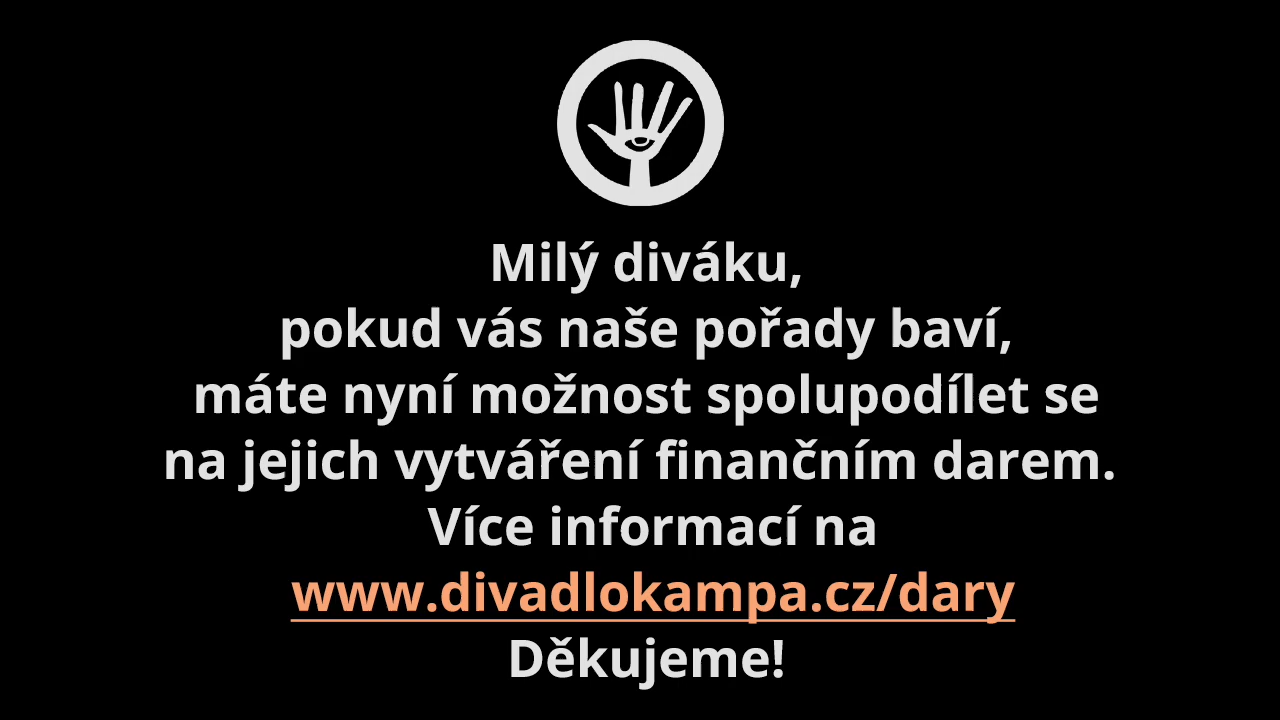 Milý diváku,
pokud vás naše pořady baví,
máte nyní možnost spolupodílet se
na jejich vytváření finančním darem.
Více informací na
www.divadlokampa.cz/dary
Děkujeme!